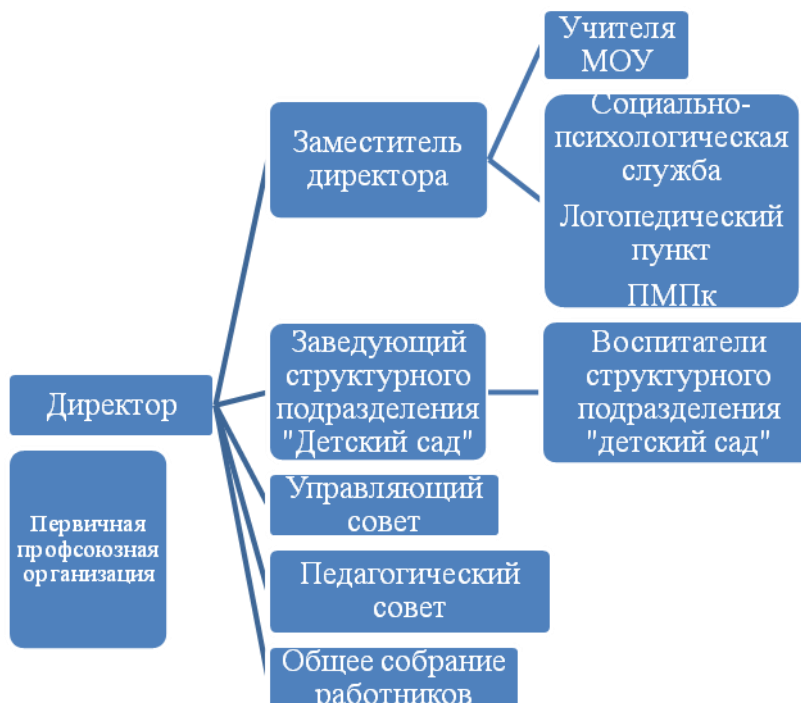 Учителя
МОУ
Заместитель
директора
Социально-
психологическая
служба
Логопедический
пункт
ПМПк
Директор
Заведующий
структурного
подразделения
"Детский сад"
Воспитатели
структурного
подразделения
"детский сад"
Управляющий
совет
Первичная
профсоюзная
организация
Педагогический
совет
Общее собрание
работников